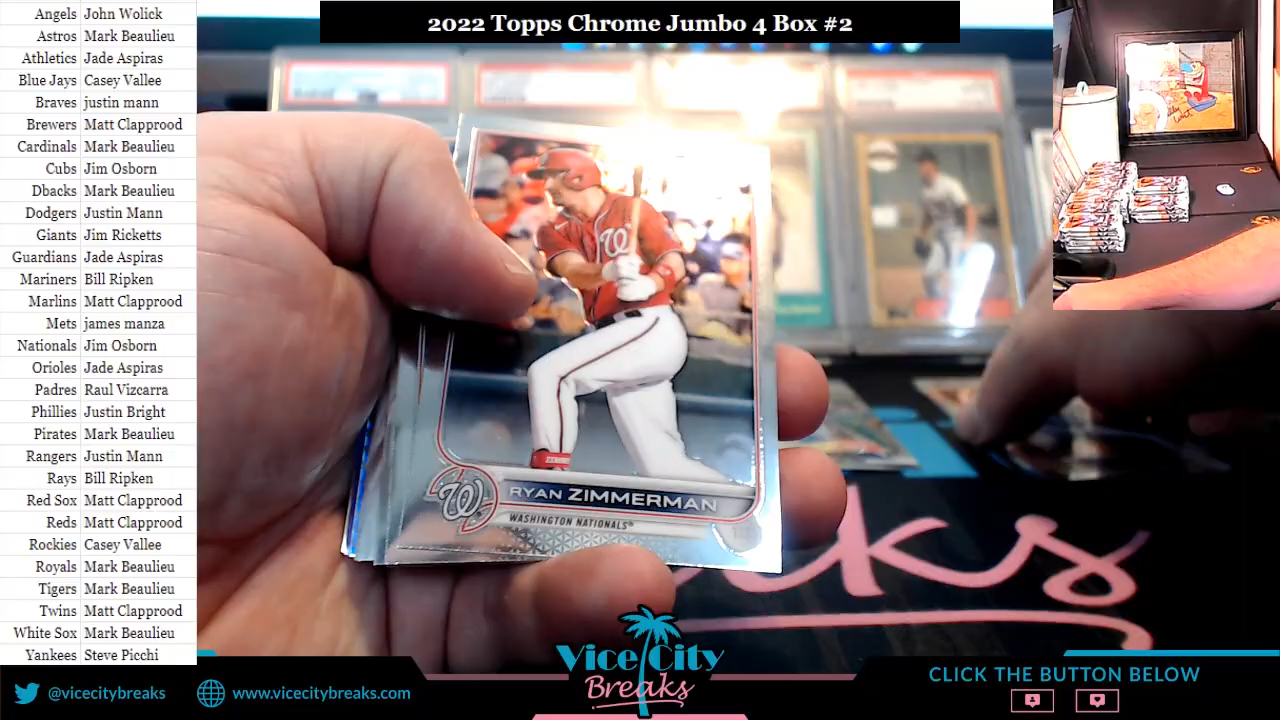 2022 Topps Chrome Jumbo 4 Box #2
Angels John Wolick
Astros Mark Beaulieu
Athletics Jade Aspiras
Blue Jays Casey Vallee
Braves justin mann
Brewers Matt Clapprood
Cardinals Mark Beaulieu
Cubs Jim Osborn
Dbacks Mark Beaulieu
Dodgers Justin Mann
Giants Jim Ricketts
Guardians Jade Aspiras
Mariners Bill Ripken
Marlins Matt Clapprood
Mets james manza
Nationals Jim Osborn
Orioles Jade Aspiras
Padres Raul Vizcarra
Phillies Justin Bright
Pirates Mark Beaulieu
Rangers Justin Mann
Rays Bill Ripken
Red Sox Matt Clapprood
Reds Matt Clapprood
Rockies Casey Vallee
Royals Mark Beaulieu
Tigers Mark Beaulieu
Twins Matt Clapprood
White Sox Mark Beaulieu
Yankees Steve Picchi
W
W
RYAN ZIMMERMAN
WASHINGTON NATIONALS®
@vicecitybreaks
www.vicecitybreaks.com
Vice City
Breaks
CLICK THE BUTTON BELOW